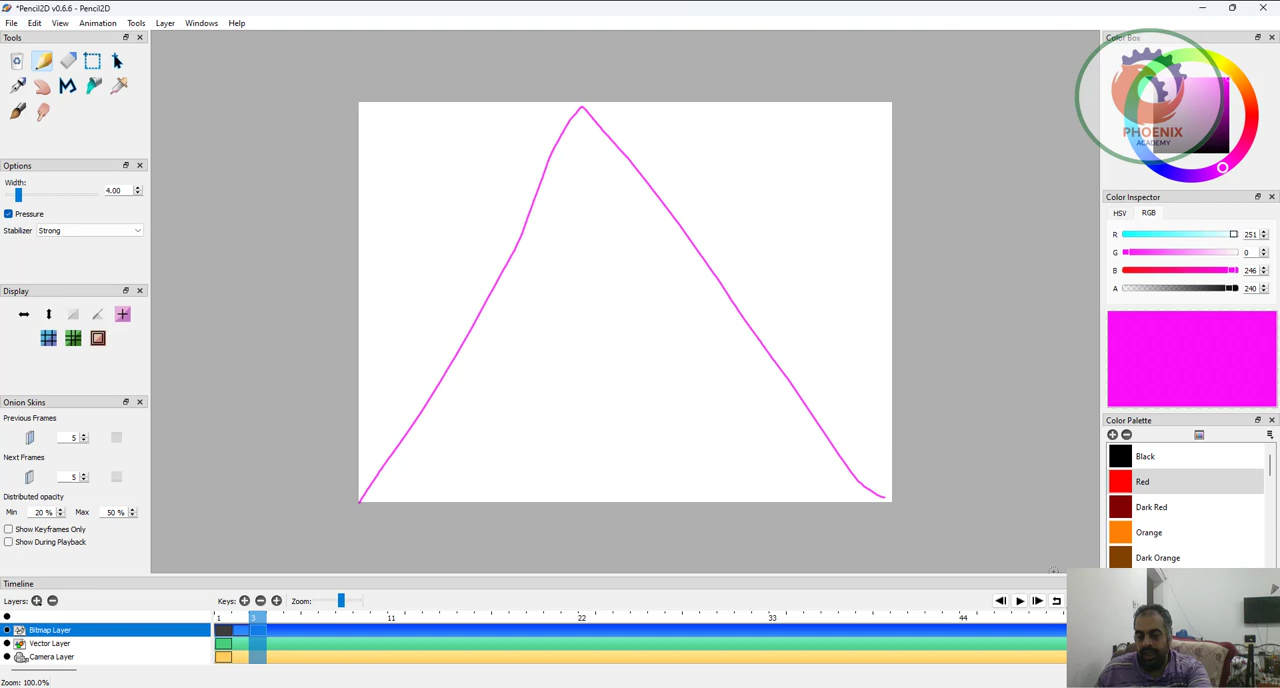 *Pencil2D v0.6.6 - Pencil2D
File Edit View Animation Tools Layer Windows Help
Tools
Options
Width:
4.00
Pressure
Stabilizer Strong
Display
Onion Skins
Previous Frames
5
Next Frames
5
Distributed opacity
Min 20 % Max 50 %
Show Keyframes Only
Show During Playback
Color Box
PHOENIX
ACADEMY
Color Inspector
HSV RGB
R 251
G 0
B 246
A 240
Color Palette
Black
Red
Dark Red
Orange
Dark Orange
Timeline
Layers: Keys: Zoom:
1 3 11 22 33 44
Bitmap Layer
Vector Layer
Camera Layer
Zoom: 100.0%